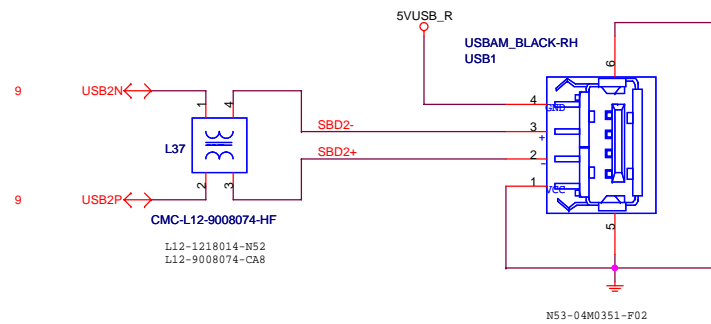 5VUSB_R
USBAM_BLACK-RH
USB1
6
9
USB2N
1
4
4
GND
SBD2-
3
+
L37
SBD2+
2
-
1
VCC
9
USB2P
2
3
CMC-L12-9008074-HF
5
L12-1218014-N52
L12-9008074-CA8
N53-04M0351-F02